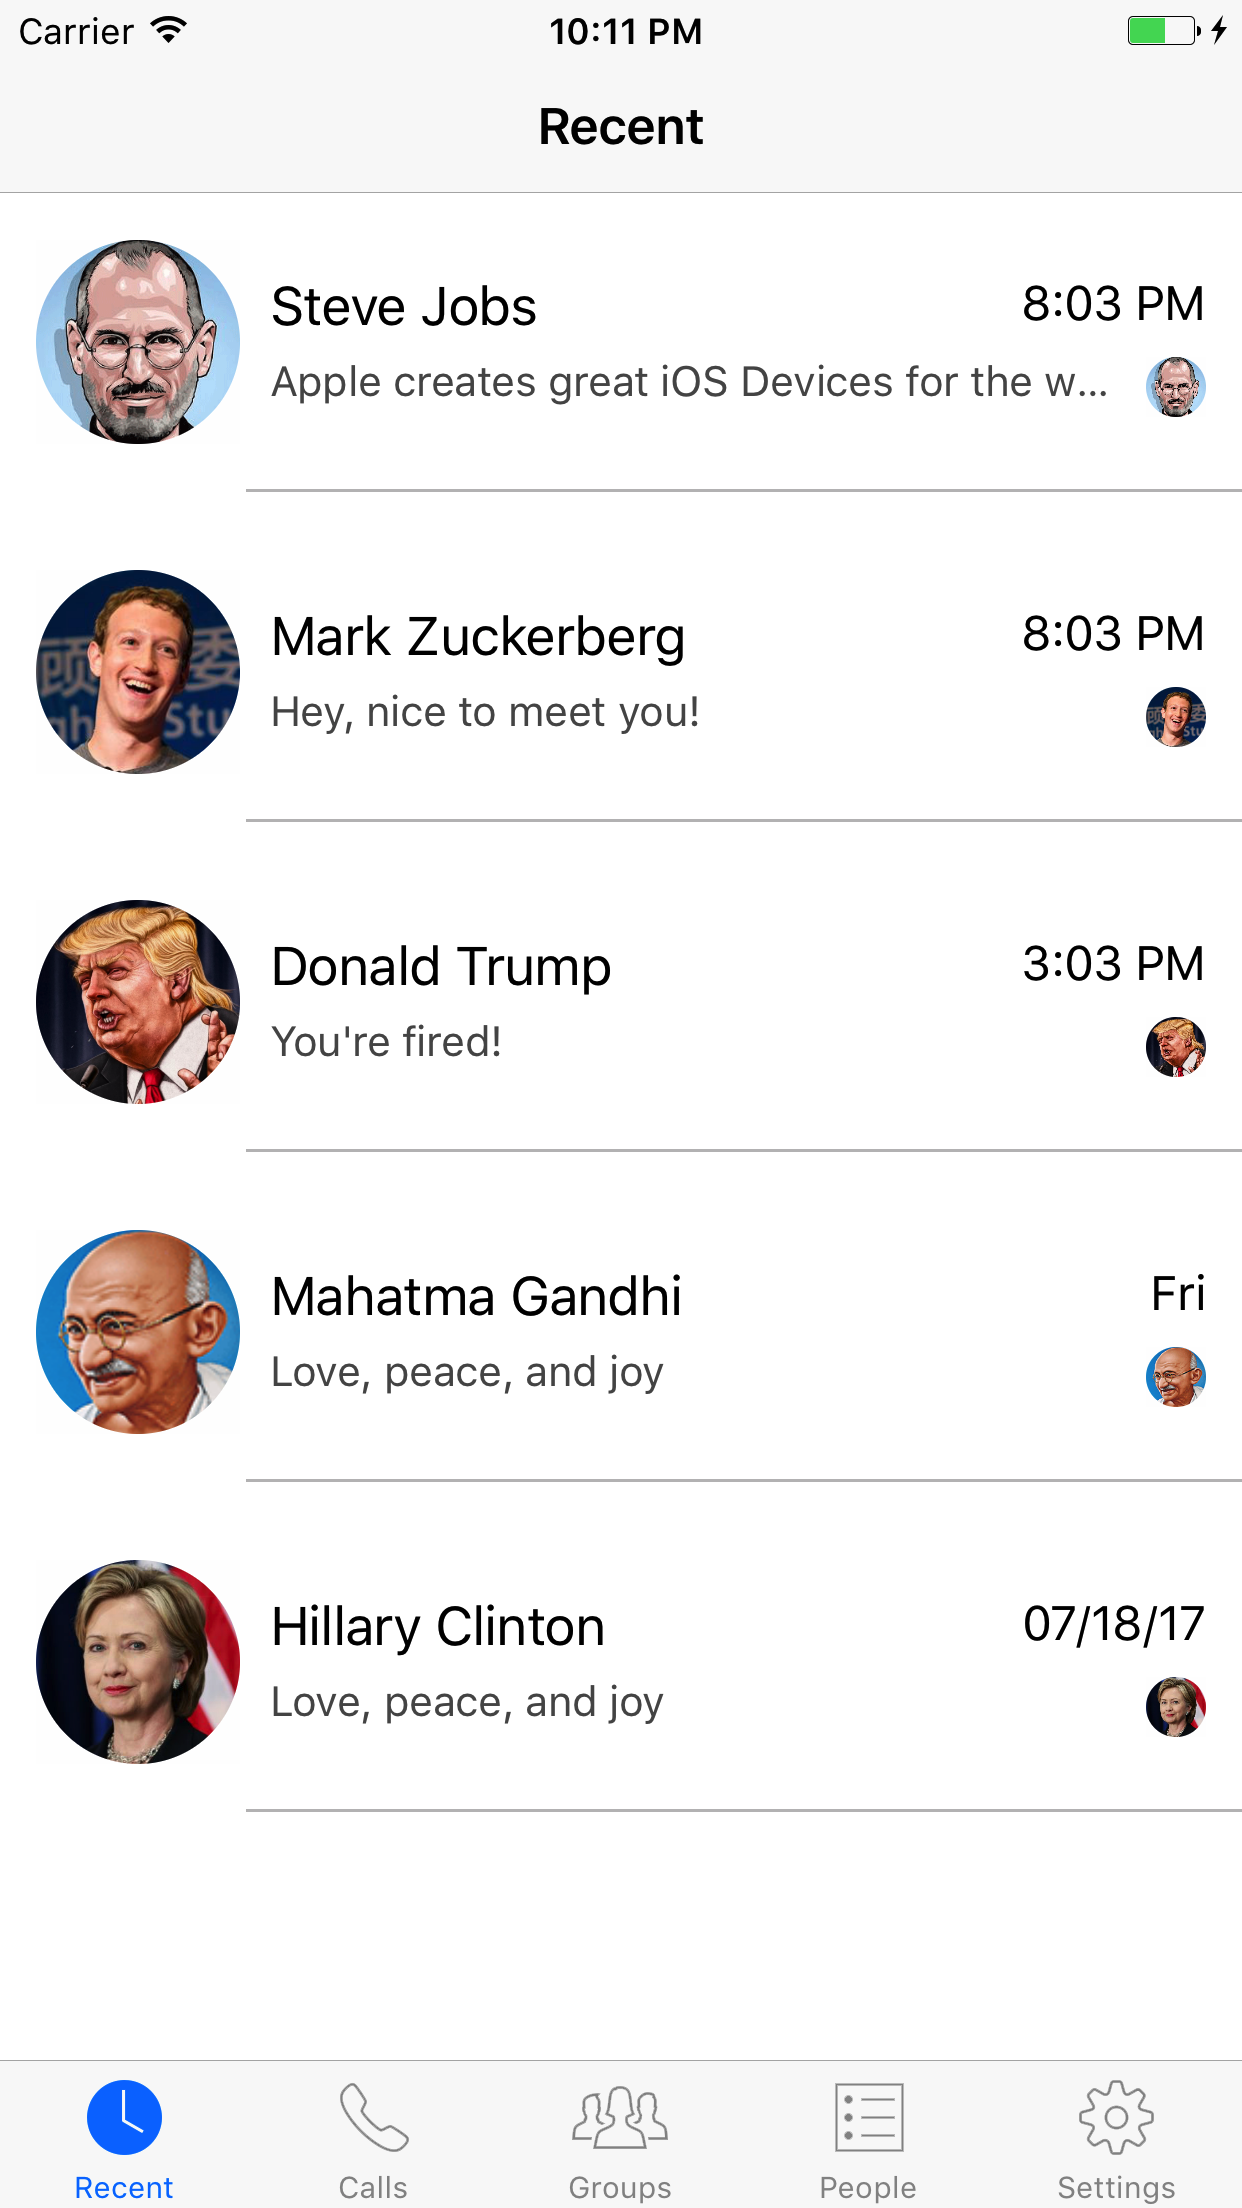 Carrier 10:11 PM
Recent
Steve Jobs 8:03 PM
Apple creates great iOS Devices for the w...
Mark Zuckerberg 8:03 PM
Hey, nice to meet you!
Donald Trump 3:03 PM
You're fired!
Mahatma Gandhi Fri
Love, peace, and joy
Hillary Clinton 07/18/17
Love, peace, and joy
Recent Calls Groups People Settings